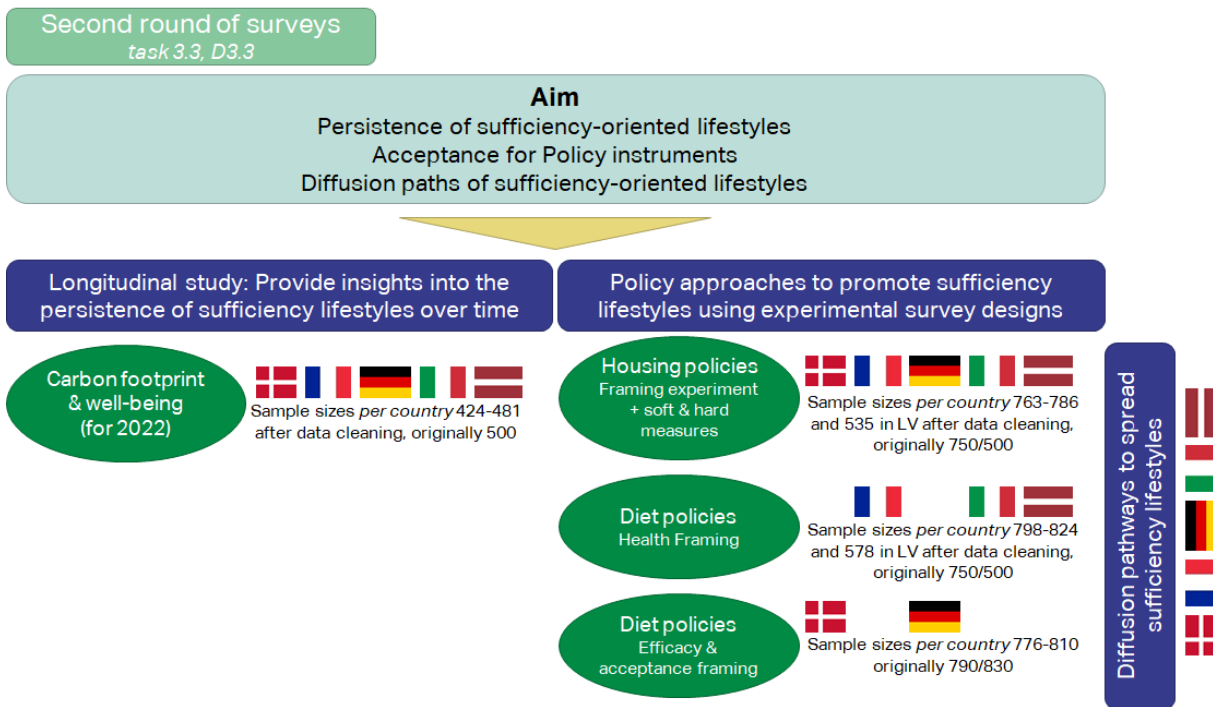 Second round of surveys
task 3.3, D3.3
Aim
Persistence of sufficiency-oriented lifestyles
Acceptance for Policy instruments
Diffusion paths of sufficiency-oriented lifestyles
Longitudinal study: Provide insights into the
persistence of sufficiency lifestyles over time
Carbon footprint
& well-being
(for 2022)
Sample sizes per country 424-481
after data cleaning, originally 500
Policy approaches to promote sufficiency
lifestyles using experimental survey designs
Housing policies
Framing experiment
+ soft & hard
measures
Sample sizes per country 763-786
and 535 in LV after data cleaning,
originally 750/500
Diet policies
Health Framing
Sample sizes per country 798-824
and 578 in LV after data cleaning,
originally 750/500
Diet policies
Efficacy &
acceptance framing
Sample sizes per country 776-810
originally 790/830
Diffusion pathways to spread
sufficiency lifestyles